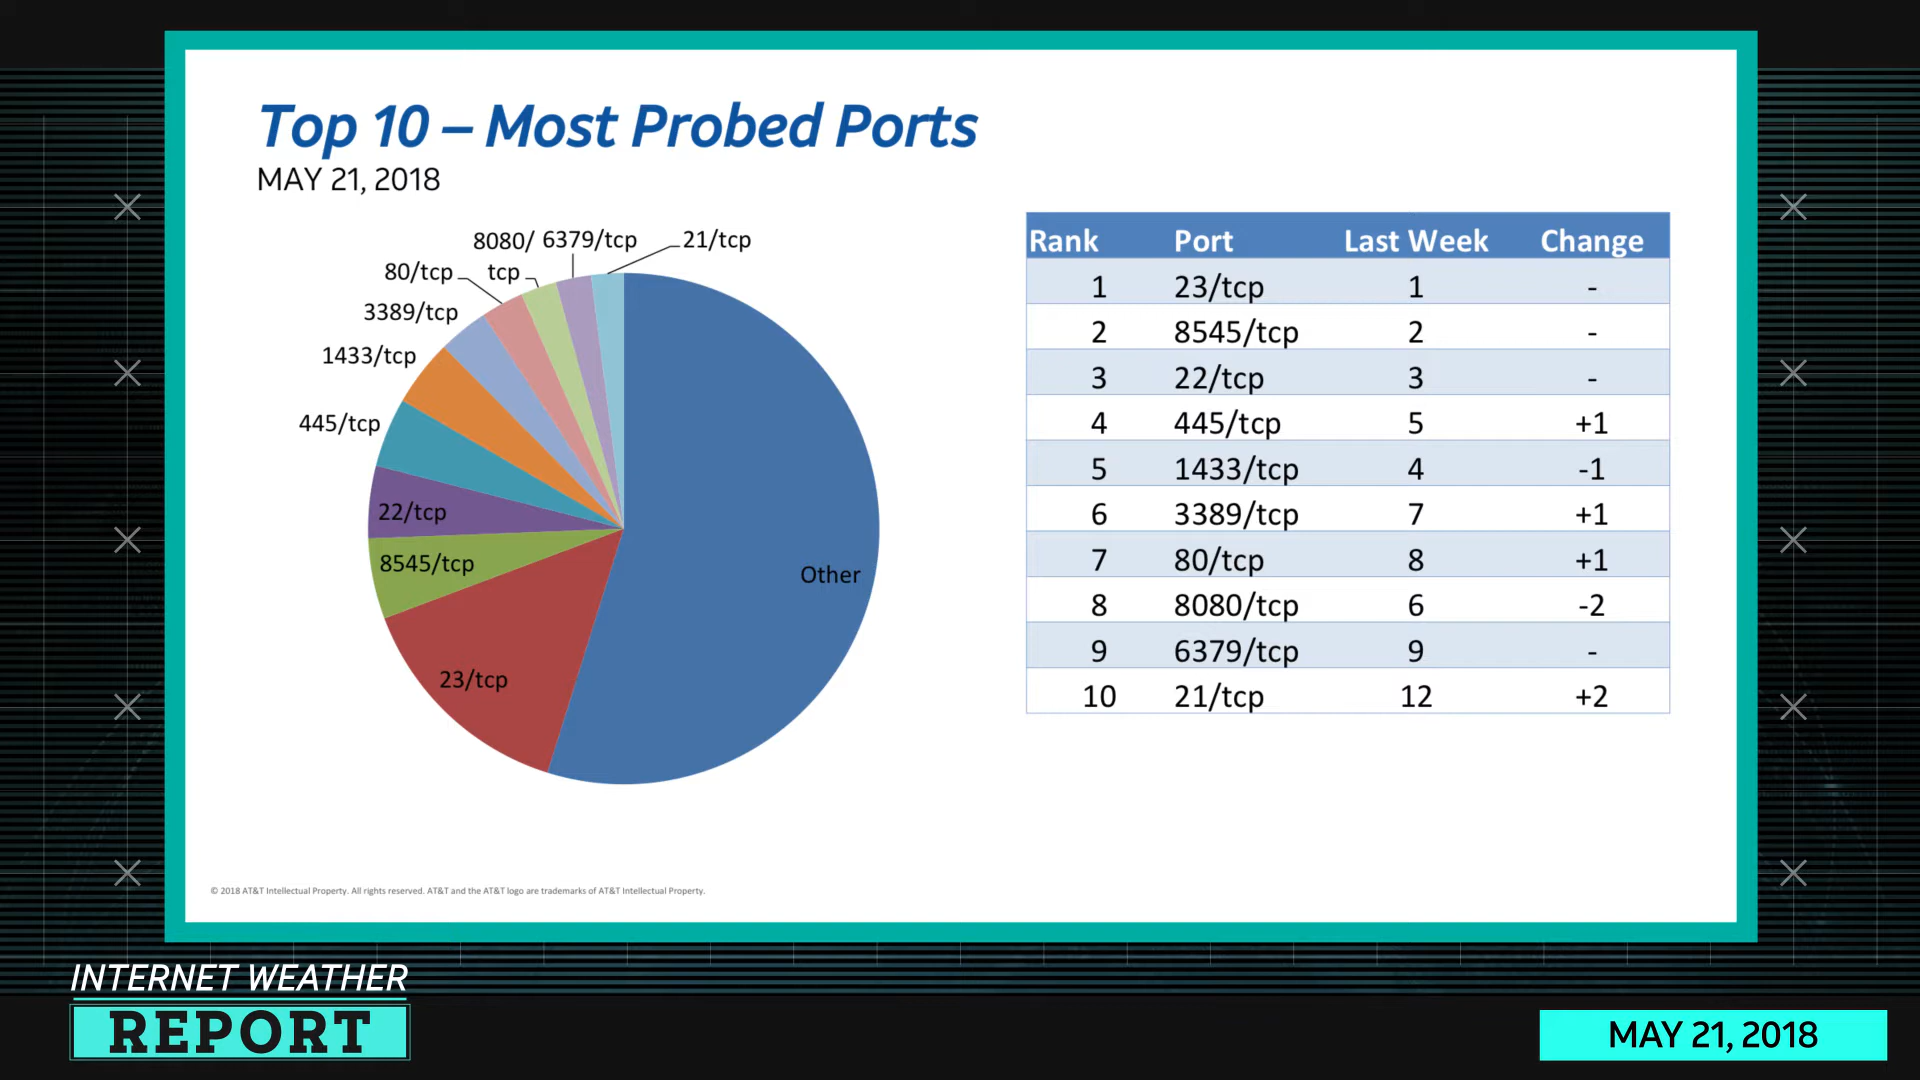 Top 10 – Most Probed Ports
MAY 21, 2018
8080/ 6379/tcp 21/tcp
80/tcp tcp
3389/tcp
1433/tcp
445/tcp
22/tcp
8545/tcp
Other
23/tcp
Rank Port Last Week Change
1 23/tcp 1 -
2 8545/tcp 2 -
3 22/tcp 3 -
4 445/tcp 5 +1
5 1433/tcp 4 -1
6 3389/tcp 7 +1
7 80/tcp 8 +1
8 8080/tcp 6 -2
9 6379/tcp 9 -
10 21/tcp 12 +2
© 2018 AT&T Intellectual Property. All rights reserved. AT&T and the AT&T logo are trademarks of AT&T Intellectual Property.
INTERNET WEATHER
REPORT
MAY 21, 2018